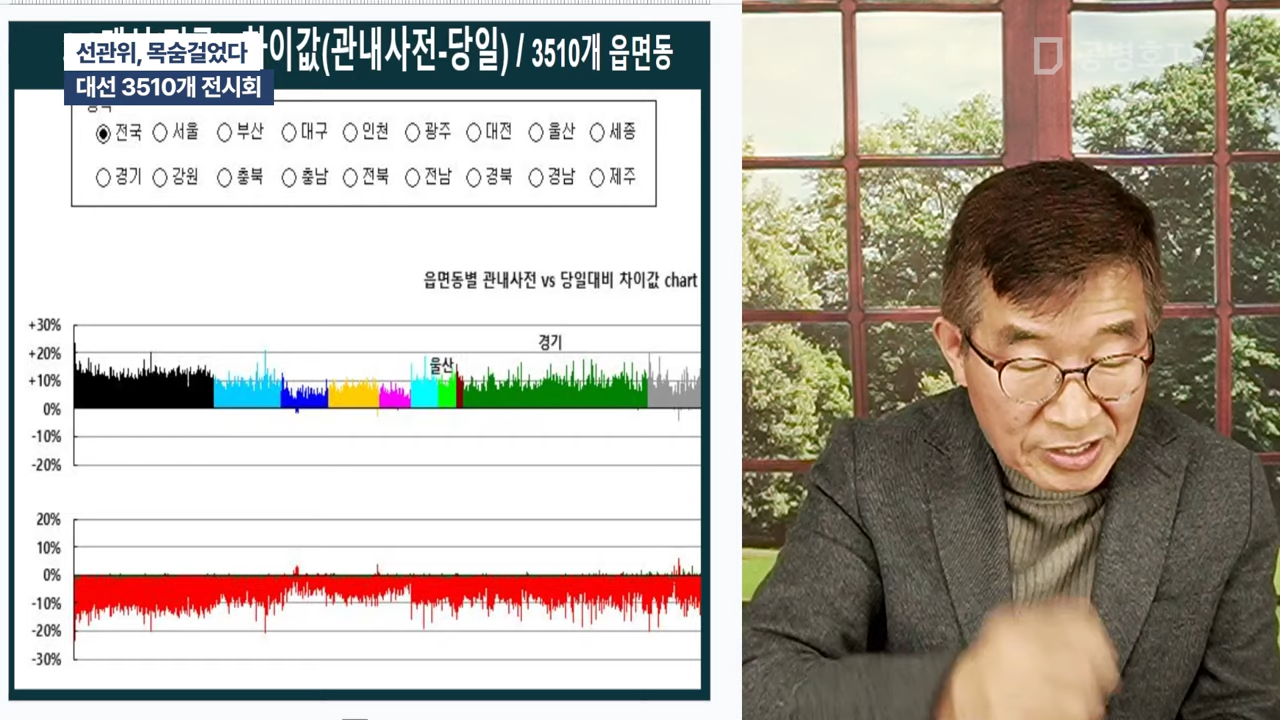 차이값(관내사전-당일) / 3510개 읍면동
선관위, 목숨걸었다
대선 3510개 전시회
전국 서울 부산 대구 인천 광주 대전 울산 세종
경기 강원 충북 충남 전북 전남 경북 경남 제주
읍면동별 관내사전 vs 당일대비 차이값 chart
경기
울산
+30%
+20%
+10%
0%
-10%
-20%
20%
10%
0%
-10%
-20%
-30%
공병호TV